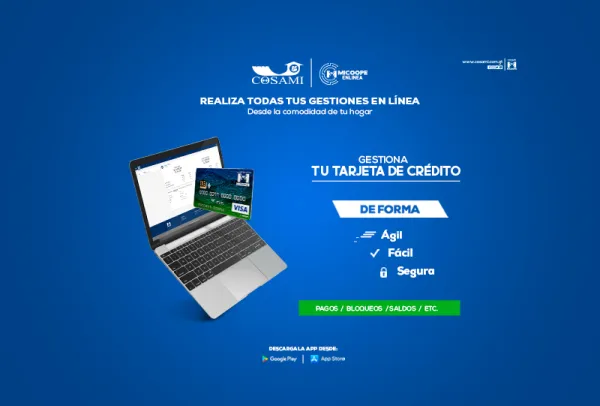 COSAMI
MICOOPE
EN LÍNEA
www.cosami.com.gt
REALIZA TODAS TUS GESTIONES EN LÍNEA
Desde la comodidad de tu hogar
GESTIONA
TU TARJETA DE CRÉDITO
DE FORMA
Ágil
Fácil
Segura
VISA
PAGOS / BLOQUEOS /SALDOS / ETC.
DESCARGA LA APP DESDE:
Google Play
App Store